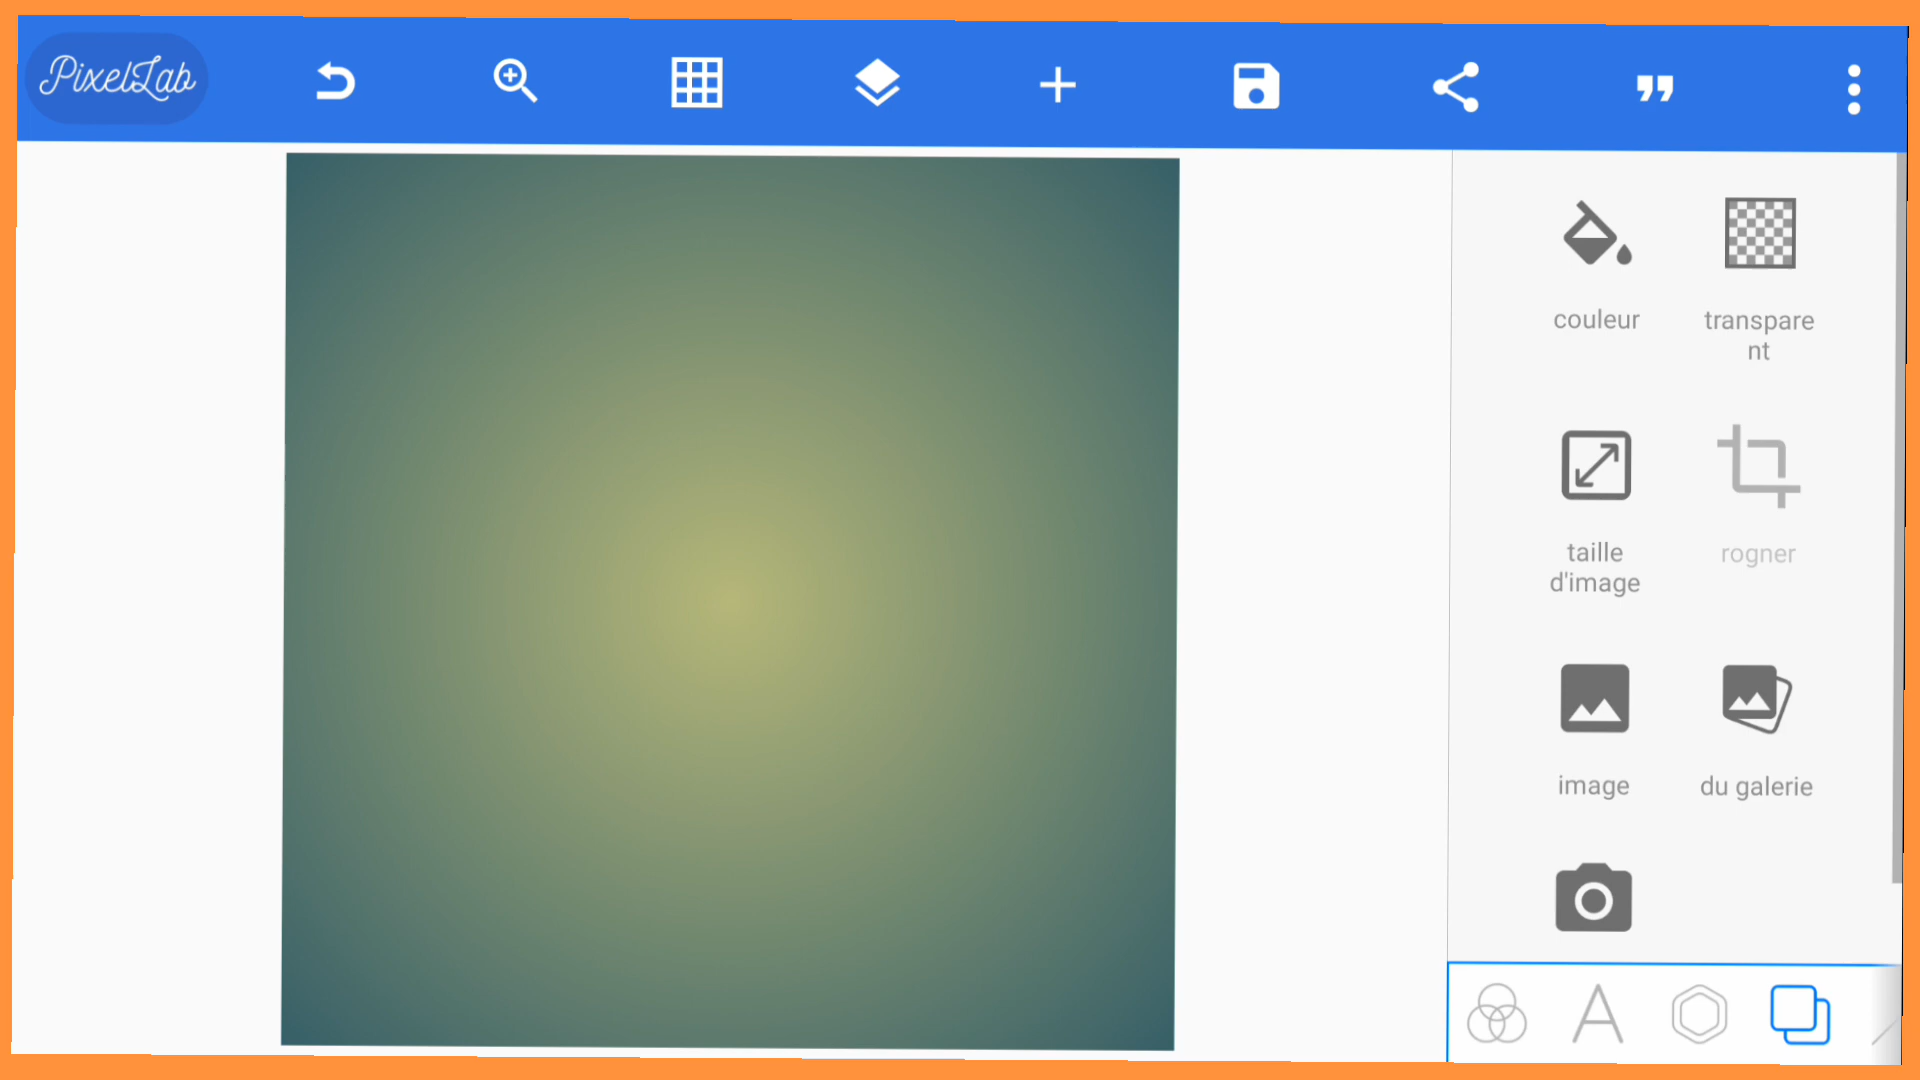 PixelLab
couleur
transpare
nt
taille
d'image
rogner
image
du galerie